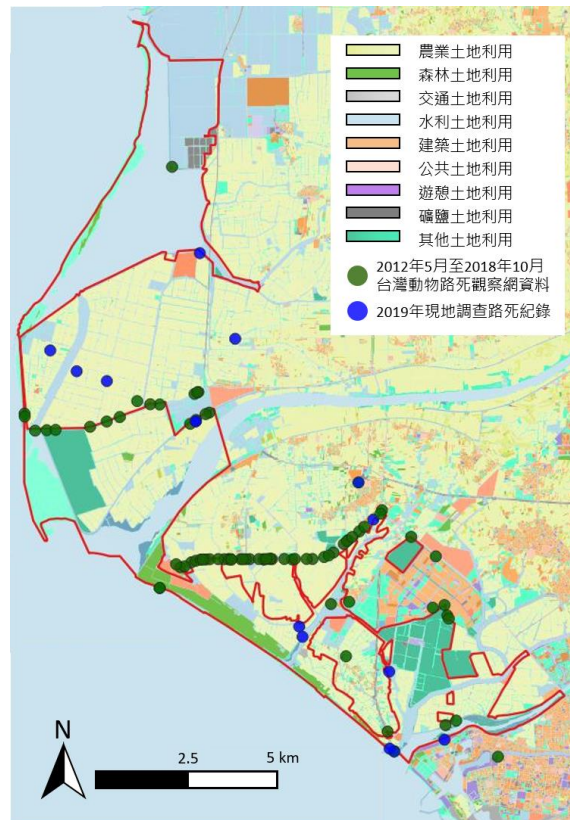 農業土地利用
森林土地利用
交通土地利用
水利土地利用
建築土地利用
公共土地利用
遊憩土地利用
礦鹽土地利用
其他土地利用
2012年5月至2018年10月
台灣動物路死觀察網資料
2019年現地調查路死紀錄
N
2.5 5 km